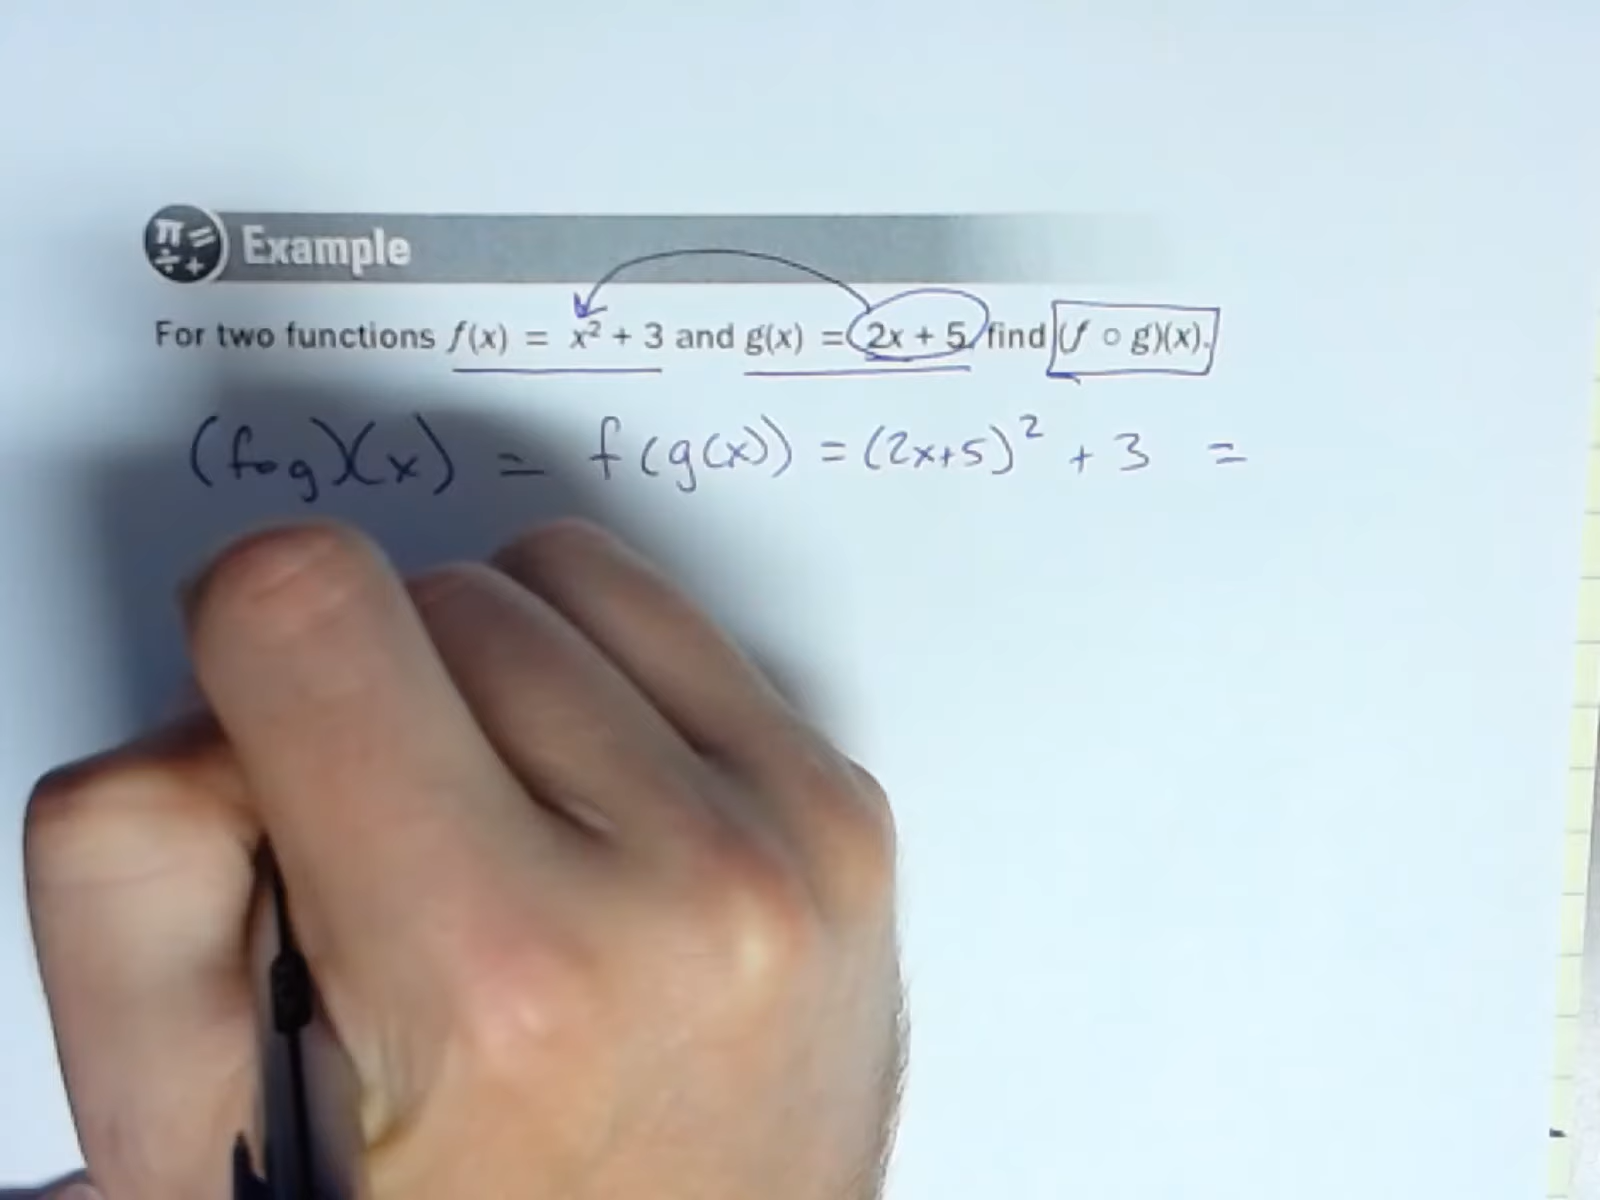 π = ÷ + Example
For two functions f(x) = x² + 3 and g(x) = 2x + 5 find (f ∘ g)(x).
(f∘g)(x) = f(g(x)) = (2x+5)² + 3 =